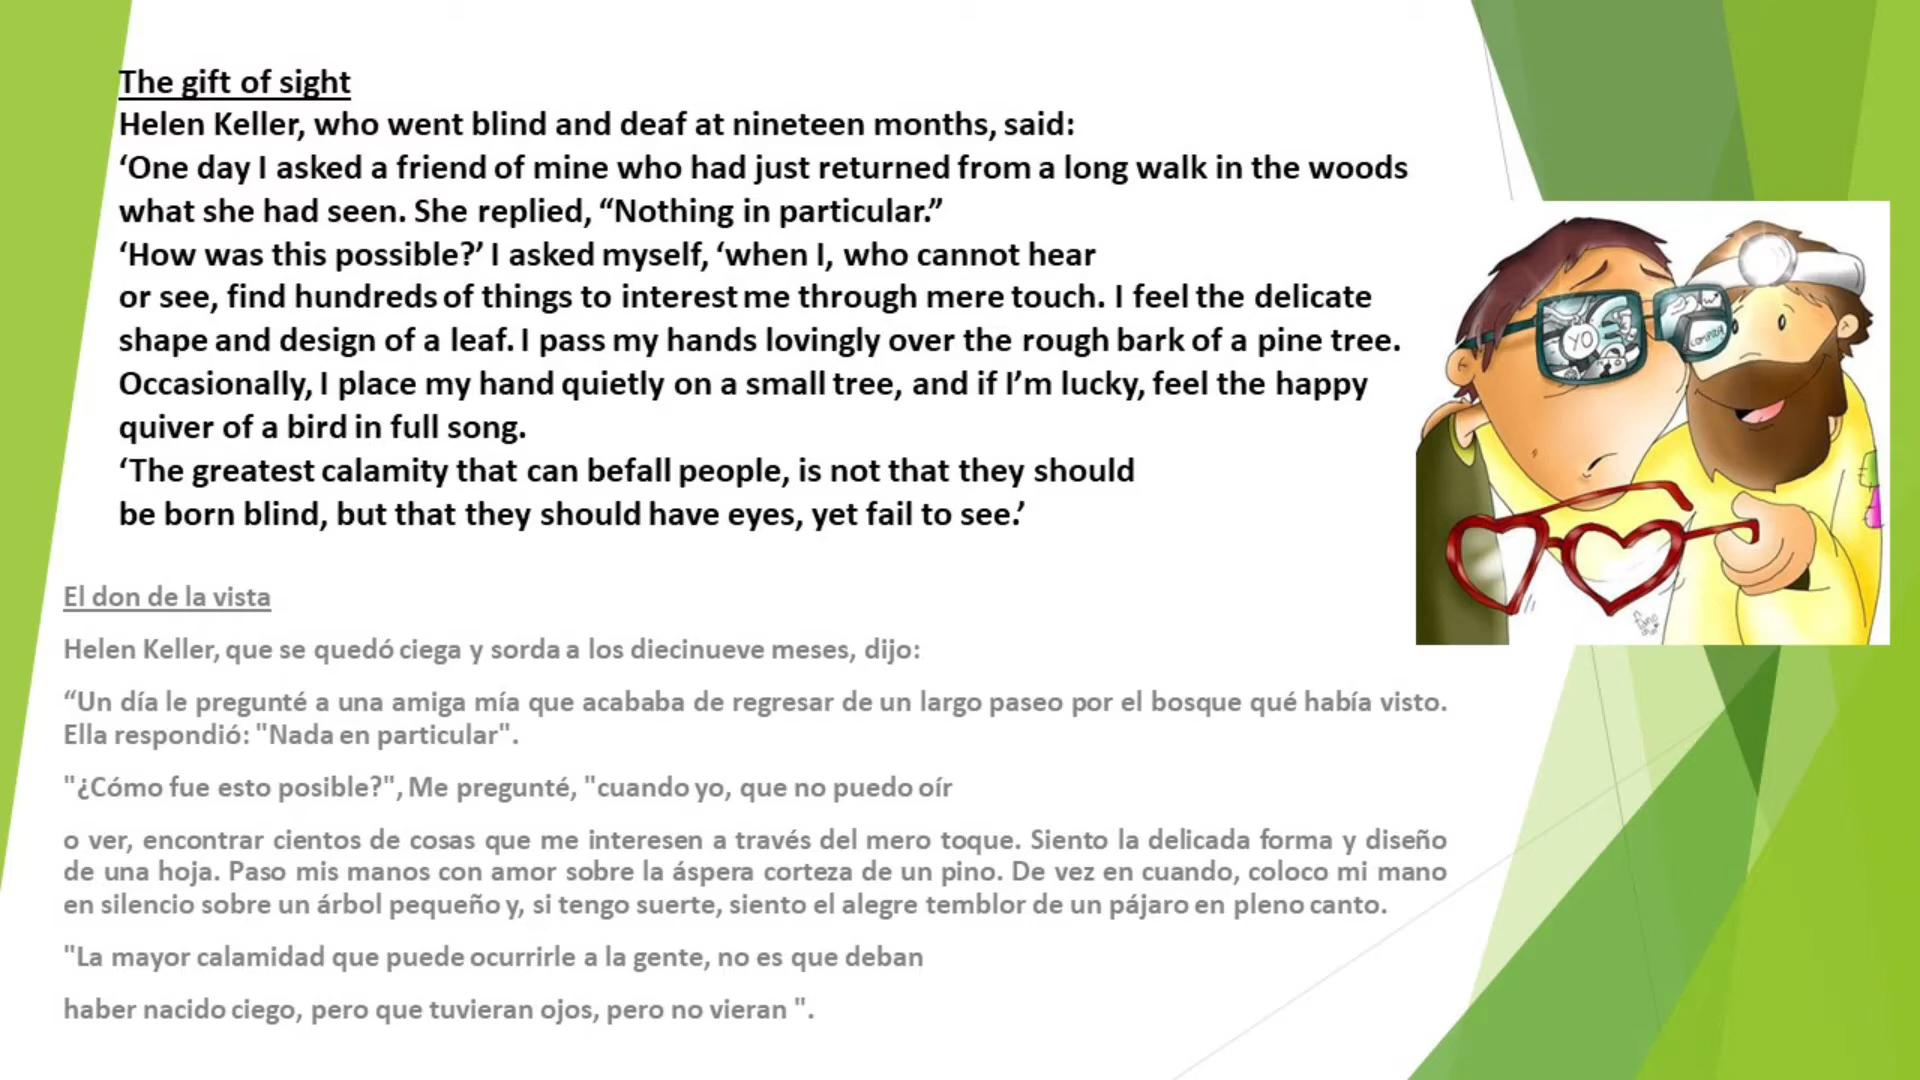 The gift of sight
Helen Keller, who went blind and deaf at nineteen months, said:
‘One day I asked a friend of mine who had just returned from a long walk in the woods
what she had seen. She replied, “Nothing in particular.”
‘How was this possible?’ I asked myself, ‘when I, who cannot hear
or see, find hundreds of things to interest me through mere touch. I feel the delicate
shape and design of a leaf. I pass my hands lovingly over the rough bark of a pine tree.
Occasionally, I place my hand quietly on a small tree, and if I’m lucky, feel the happy
quiver of a bird in full song.
‘The greatest calamity that can befall people, is not that they should
be born blind, but that they should have eyes, yet fail to see.’
YO
COMPRA
El don de la vista
Helen Keller, que se quedó ciega y sorda a los diecinueve meses, dijo:
“Un día le pregunté a una amiga mía que acababa de regresar de un largo paseo por el bosque qué había visto.
Ella respondió: "Nada en particular".
"¿Cómo fue esto posible?", Me pregunté, "cuando yo, que no puedo oír
o ver, encontrar cientos de cosas que me interesen a través del mero toque. Siento la delicada forma y diseño
de una hoja. Paso mis manos con amor sobre la áspera corteza de un pino. De vez en cuando, coloco mi mano
en silencio sobre un árbol pequeño y, si tengo suerte, siento el alegre temblor de un pájaro en pleno canto.
"La mayor calamidad que puede ocurrirle a la gente, no es que deban
haber nacido ciego, pero que tuvieran ojos, pero no vieran ".